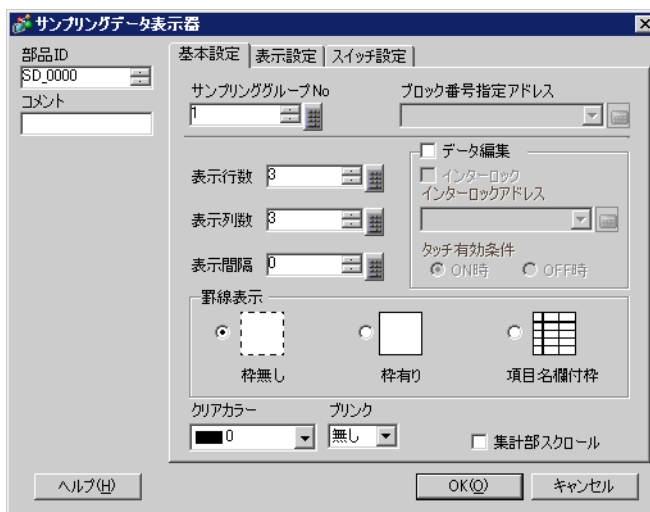 サンプリングデータ表示器
部品ID
SD_0000
コメント
基本設定 表示設定 スイッチ設定
サンプリンググループNo
1
ブロック番号指定アドレス
表示行数 3
表示列数 3
表示間隔 0
データ編集
インターロック
インターロックアドレス
タッチ有効条件
ON時 OFF時
罫線表示
枠無し 枠有り 項目名欄付枠
クリアカラー ブリンク
0 無し
集計部スクロール
ヘルプ(H) OK(O) キャンセル